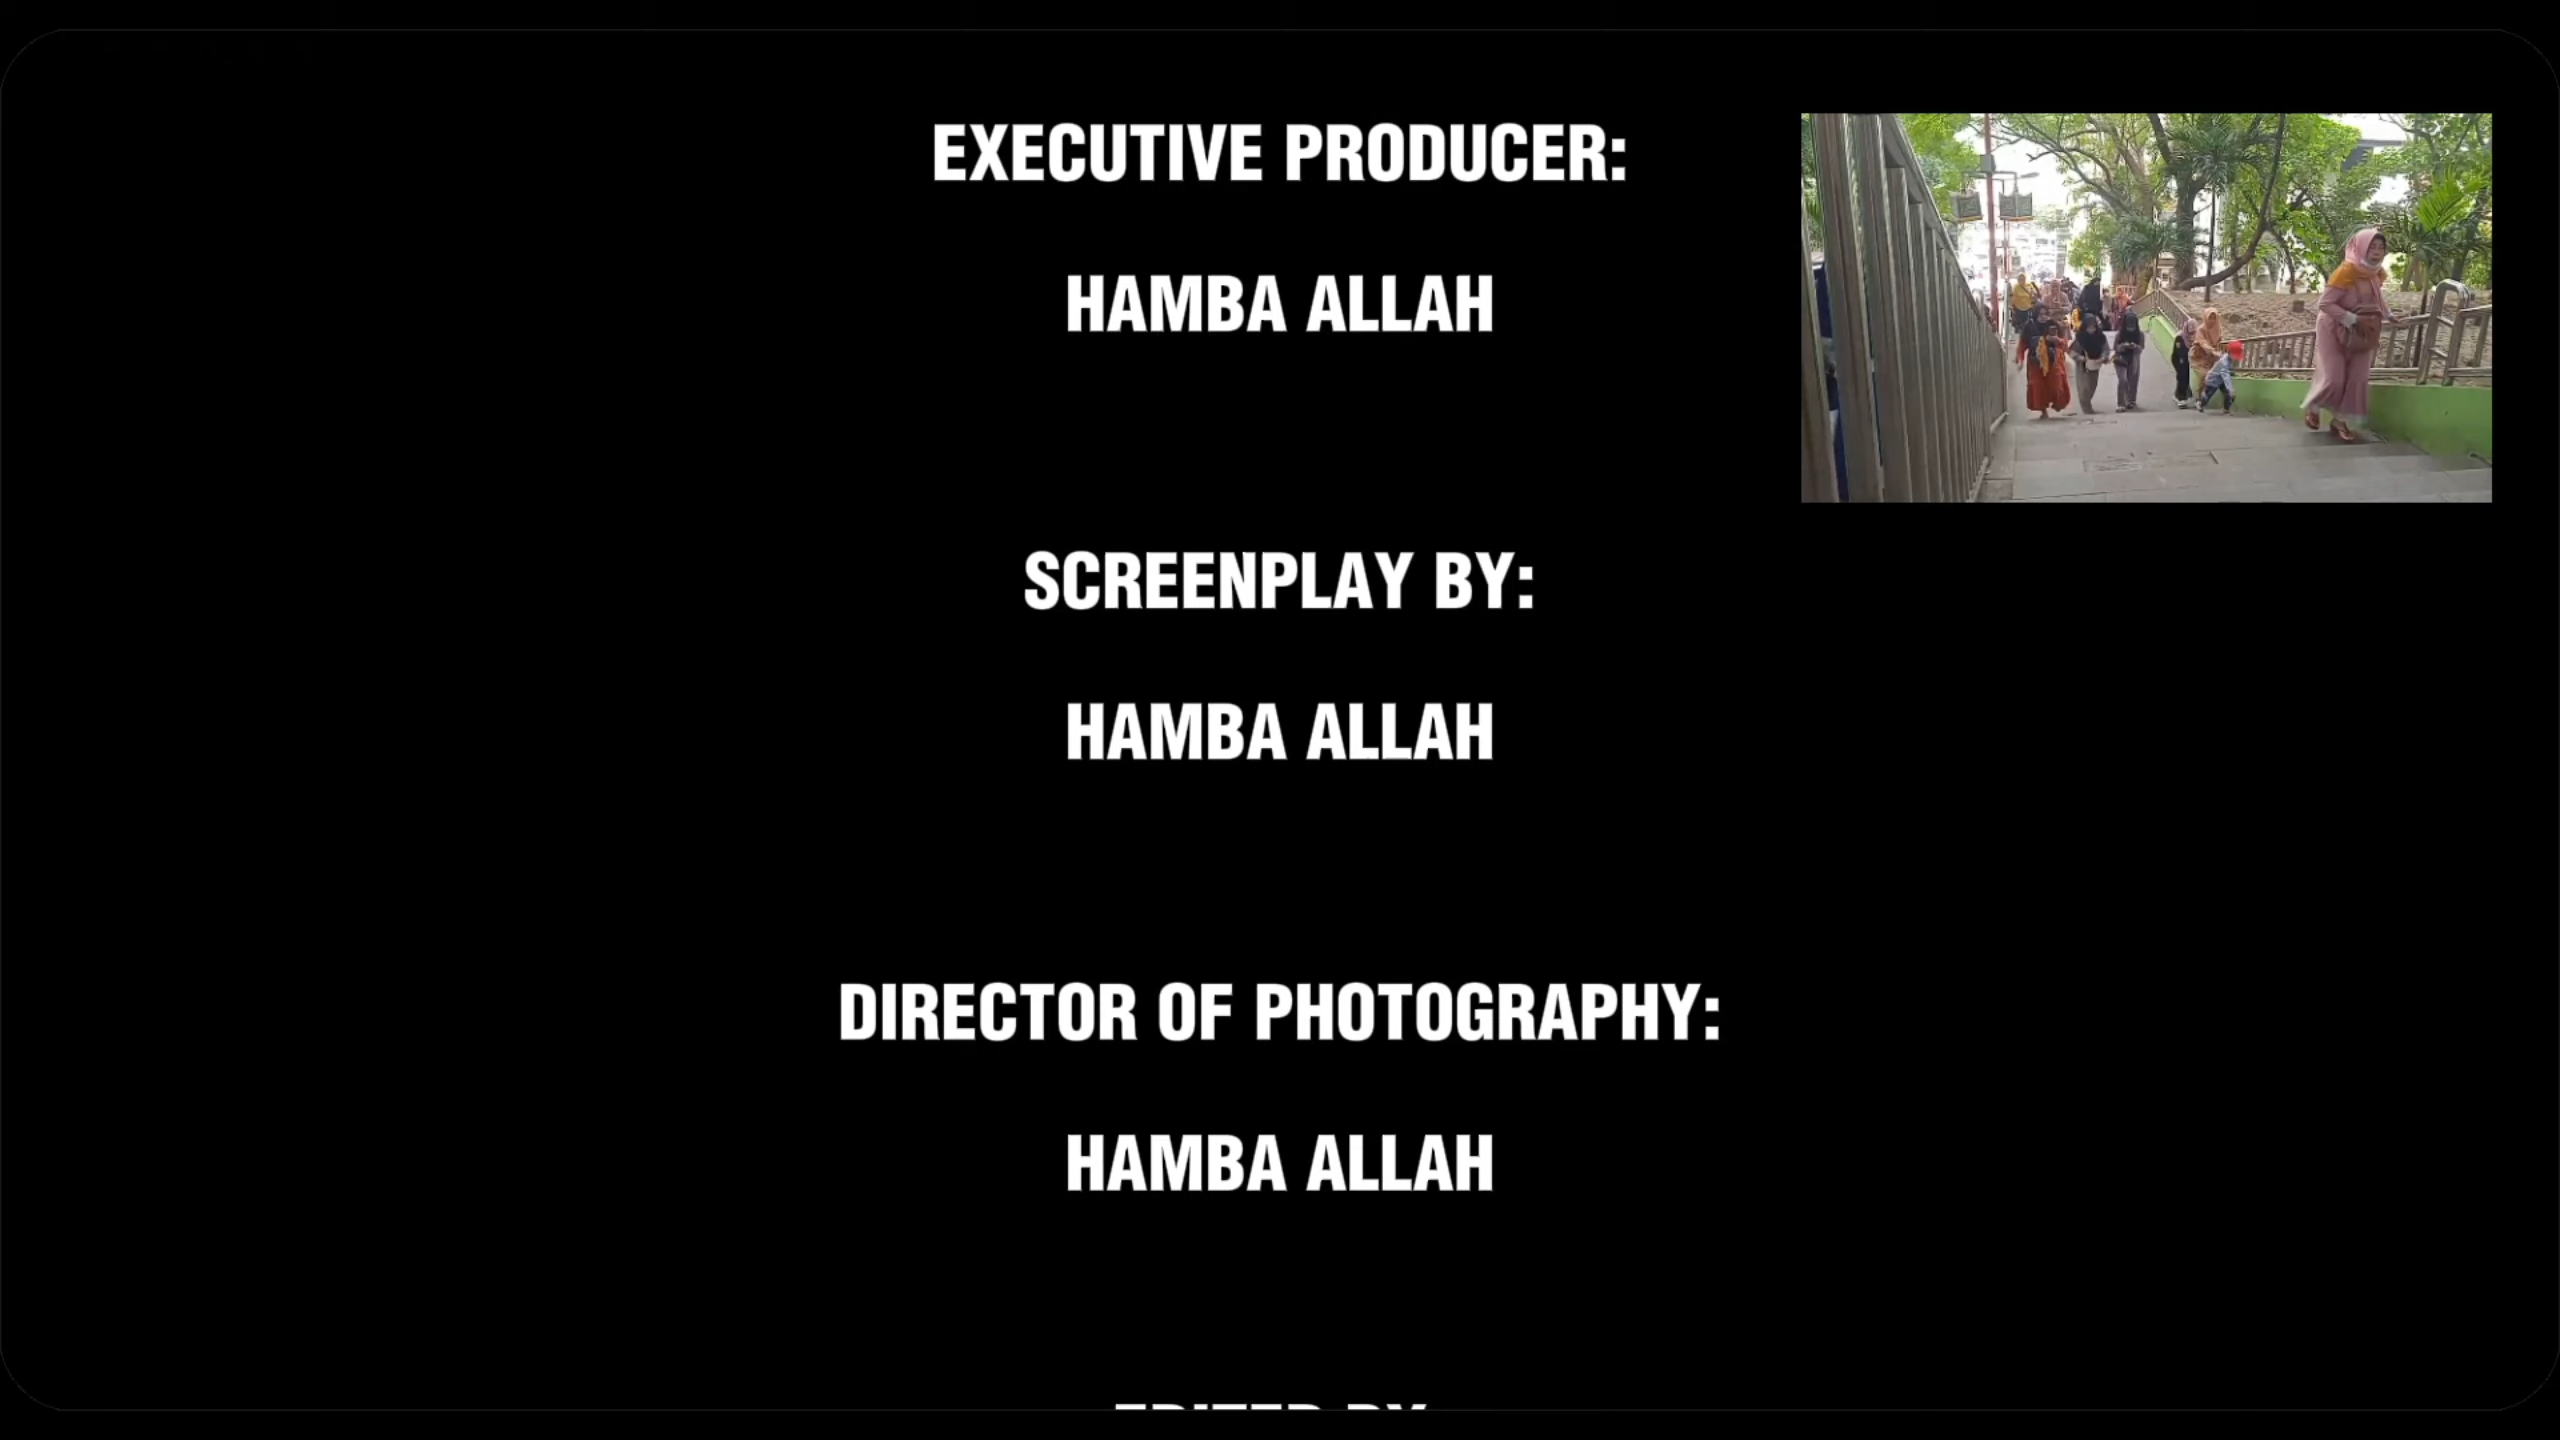 EXECUTIVE PRODUCER:
HAMBA ALLAH
SCREENPLAY BY:
HAMBA ALLAH
DIRECTOR OF PHOTOGRAPHY:
HAMBA ALLAH